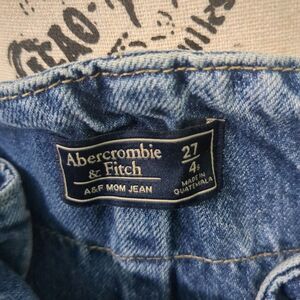 Abercrombie
& Fitch
A&F MOM JEAN
27
4S
MADE IN
GUATEMALA